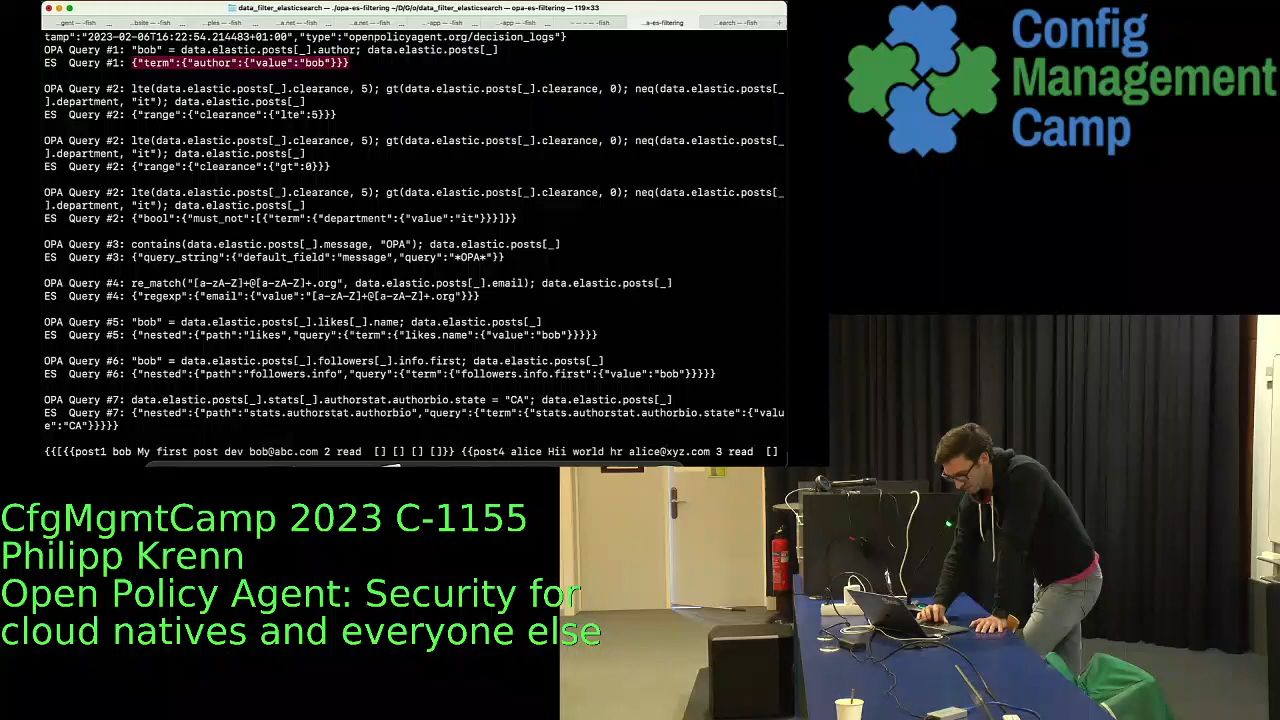 data_filter_elasticsearch — ./opa-es-filtering — 119×33
..gent — -fish ...bsite — -fish ...ples — -fish ...a.net — -fish ...-app — -fish ...-app — -fish – – – – – -fish ...a-es-filtering ...earch — -fish +
tamp":"2023-02-06T16:22:54.214483+01:00","type":"openpolicyagent.org/decision_logs"}
OPA Query #1: "bob" = data.elastic.posts[_].author; data.elastic.posts[_]
ES  Query #1: {"term":{"author":{"value":"bob"}}}
OPA Query #2: lte(data.elastic.posts[_].clearance, 5); gt(data.elastic.posts[_].clearance, 0); neq(data.elastic.posts[_
].department, "it"); data.elastic.posts[_]
ES  Query #2: {"range":{"clearance":{"lte":5}}}
OPA Query #2: lte(data.elastic.posts[_].clearance, 5); gt(data.elastic.posts[_].clearance, 0); neq(data.elastic.posts[_
].department, "it"); data.elastic.posts[_]
ES  Query #2: {"range":{"clearance":{"gt":0}}}
OPA Query #2: lte(data.elastic.posts[_].clearance, 5); gt(data.elastic.posts[_].clearance, 0); neq(data.elastic.posts[_
].department, "it"); data.elastic.posts[_]
ES  Query #2: {"bool":{"must_not":[{"term":{"department":{"value":"it"}}}]}}
OPA Query #3: contains(data.elastic.posts[_].message, "OPA"); data.elastic.posts[_]
ES  Query #3: {"query_string":{"default_field":"message","query":"*OPA*"}}
OPA Query #4: re_match("[a-zA-Z]+@[a-zA-Z]+.org", data.elastic.posts[_].email); data.elastic.posts[_]
ES  Query #4: {"regexp":{"email":{"value":"[a-zA-Z]+@[a-zA-Z]+.org"}}}
OPA Query #5: "bob" = data.elastic.posts[_].likes[_].name; data.elastic.posts[_]
ES  Query #5: {"nested":{"path":"likes","query":{"term":{"likes.name":{"value":"bob"}}}}}
OPA Query #6: "bob" = data.elastic.posts[_].followers[_].info.first; data.elastic.posts[_]
ES  Query #6: {"nested":{"path":"followers.info","query":{"term":{"followers.info.first":{"value":"bob"}}}}}
OPA Query #7: data.elastic.posts[_].stats[_].authorstat.authorbio.state = "CA"; data.elastic.posts[_]
ES  Query #7: {"nested":{"path":"stats.authorstat.authorbio","query":{"term":{"stats.authorstat.authorbio.state":{"valu
e":"CA"}}}}}
{{[{{post1 bob My first post dev bob@abc.com 2 read  [] [] [] []}} {{post4 alice Hii world hr alice@xyz.com 3 read  []
Config
Management
Camp
CfgMgmtCamp 2023 C-1155
Philipp Krenn
Open Policy Agent: Security for
cloud natives and everyone else